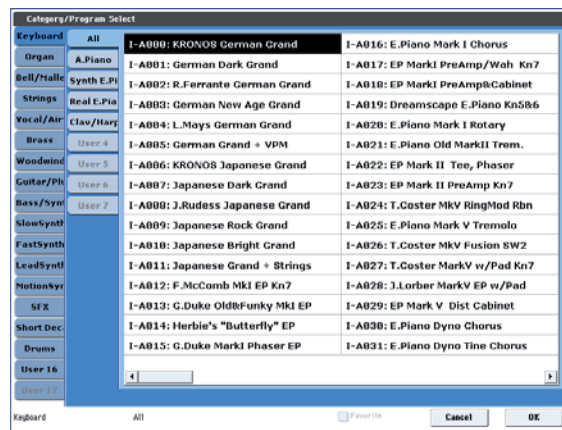 Category/Program Select
Keyboard
Organ
Bell/Malle
Strings
Vocal/Air
Brass
Woodwind
Guitar/Plu
Bass/Synt
SlowSynth
FastSynth
LeadSynth
MotionSyn
SFX
Short Dec
Drums
User 16
User 17
All
A.Piano
Synth E.Pi
Real E.Pia
Clav/Harp
User 4
User 5
User 6
User 7
I-A000: KRONOS German Grand
I-A001: German Dark Grand
I-A002: R.Ferrante German Grand
I-A003: German New Age Grand
I-A004: L.Mays German Grand
I-A005: German Grand + VPM
I-A006: KRONOS Japanese Grand
I-A007: Japanese Dark Grand
I-A008: J.Rudess Japanese Grand
I-A009: Japanese Rock Grand
I-A010: Japanese Bright Grand
I-A011: Japanese Grand + Strings
I-A012: F.McComb MkI EP Kn7
I-A013: G.Duke Old&Funky MkI EP
I-A014: Herbie's "Butterfly" EP
I-A015: G.Duke MarkI Phaser EP
I-A016: E.Piano Mark I Chorus
I-A017: EP MarkI PreAmp/Wah Kn7
I-A018: EP MarkI PreAmp&Cabinet
I-A019: Dreamscape E.Piano Kn5&6
I-A020: E.Piano Mark I Rotary
I-A021: E.Piano Old MarkII Trem.
I-A022: EP Mark II Tee, Phaser
I-A023: EP Mark II PreAmp Kn7
I-A024: T.Coster MkV RingMod Rbn
I-A025: E.Piano Mark V Tremolo
I-A026: T.Coster MkV Fusion SW2
I-A027: T.Coster MarkV w/Pad Kn7
I-A028: J.Lorber MarkV EP w/Pad
I-A029: EP Mark V Dist Cabinet
I-A030: E.Piano Dyno Chorus
I-A031: E.Piano Dyno Tine Chorus
Keyboard
All
Favorite
Cancel
OK